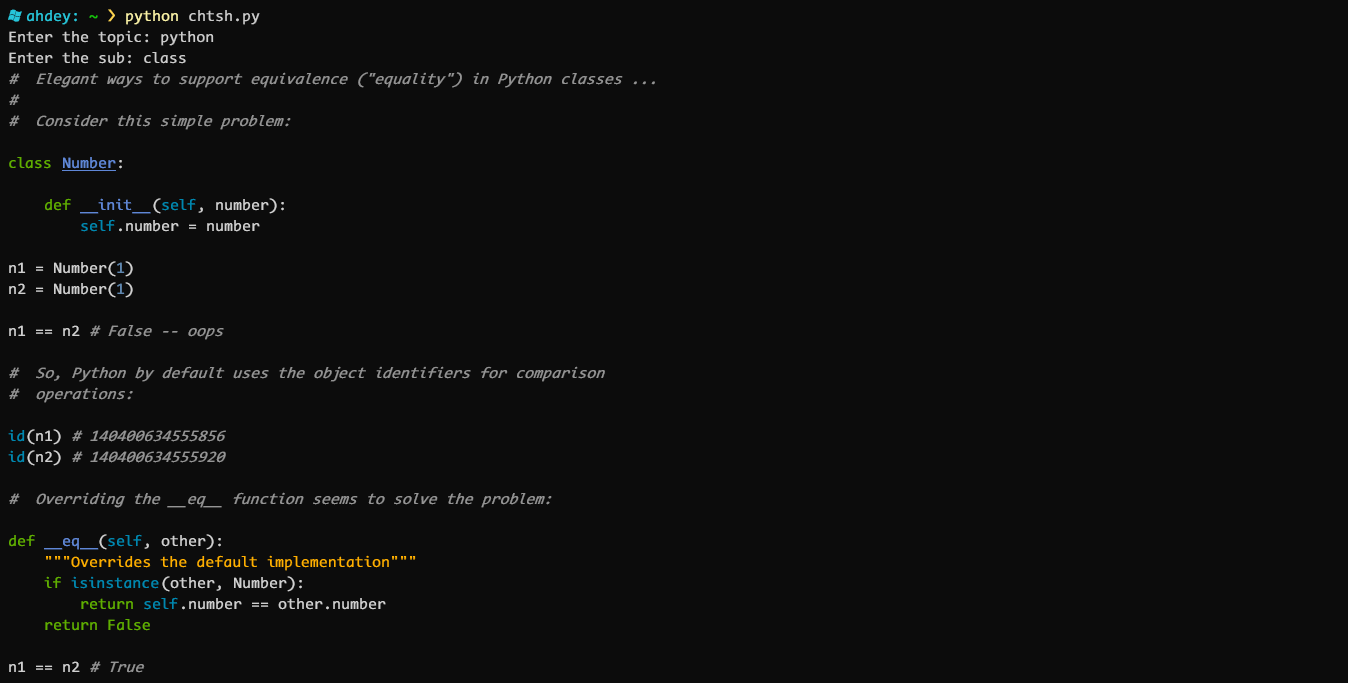 ahdey: ~ ❯ python chtsh.py
Enter the topic: python
Enter the sub: class
#  Elegant ways to support equivalence ("equality") in Python classes ...
#
#  Consider this simple problem:

class Number:

    def __init__(self, number):
        self.number = number

n1 = Number(1)
n2 = Number(1)

n1 == n2 # False -- oops

#  So, Python by default uses the object identifiers for comparison
#  operations:

id(n1) # 140400634555856
id(n2) # 140400634555920

#  Overriding the __eq__ function seems to solve the problem:

def __eq__(self, other):
    """Overrides the default implementation"""
    if isinstance(other, Number):
        return self.number == other.number
    return False

n1 == n2 # True